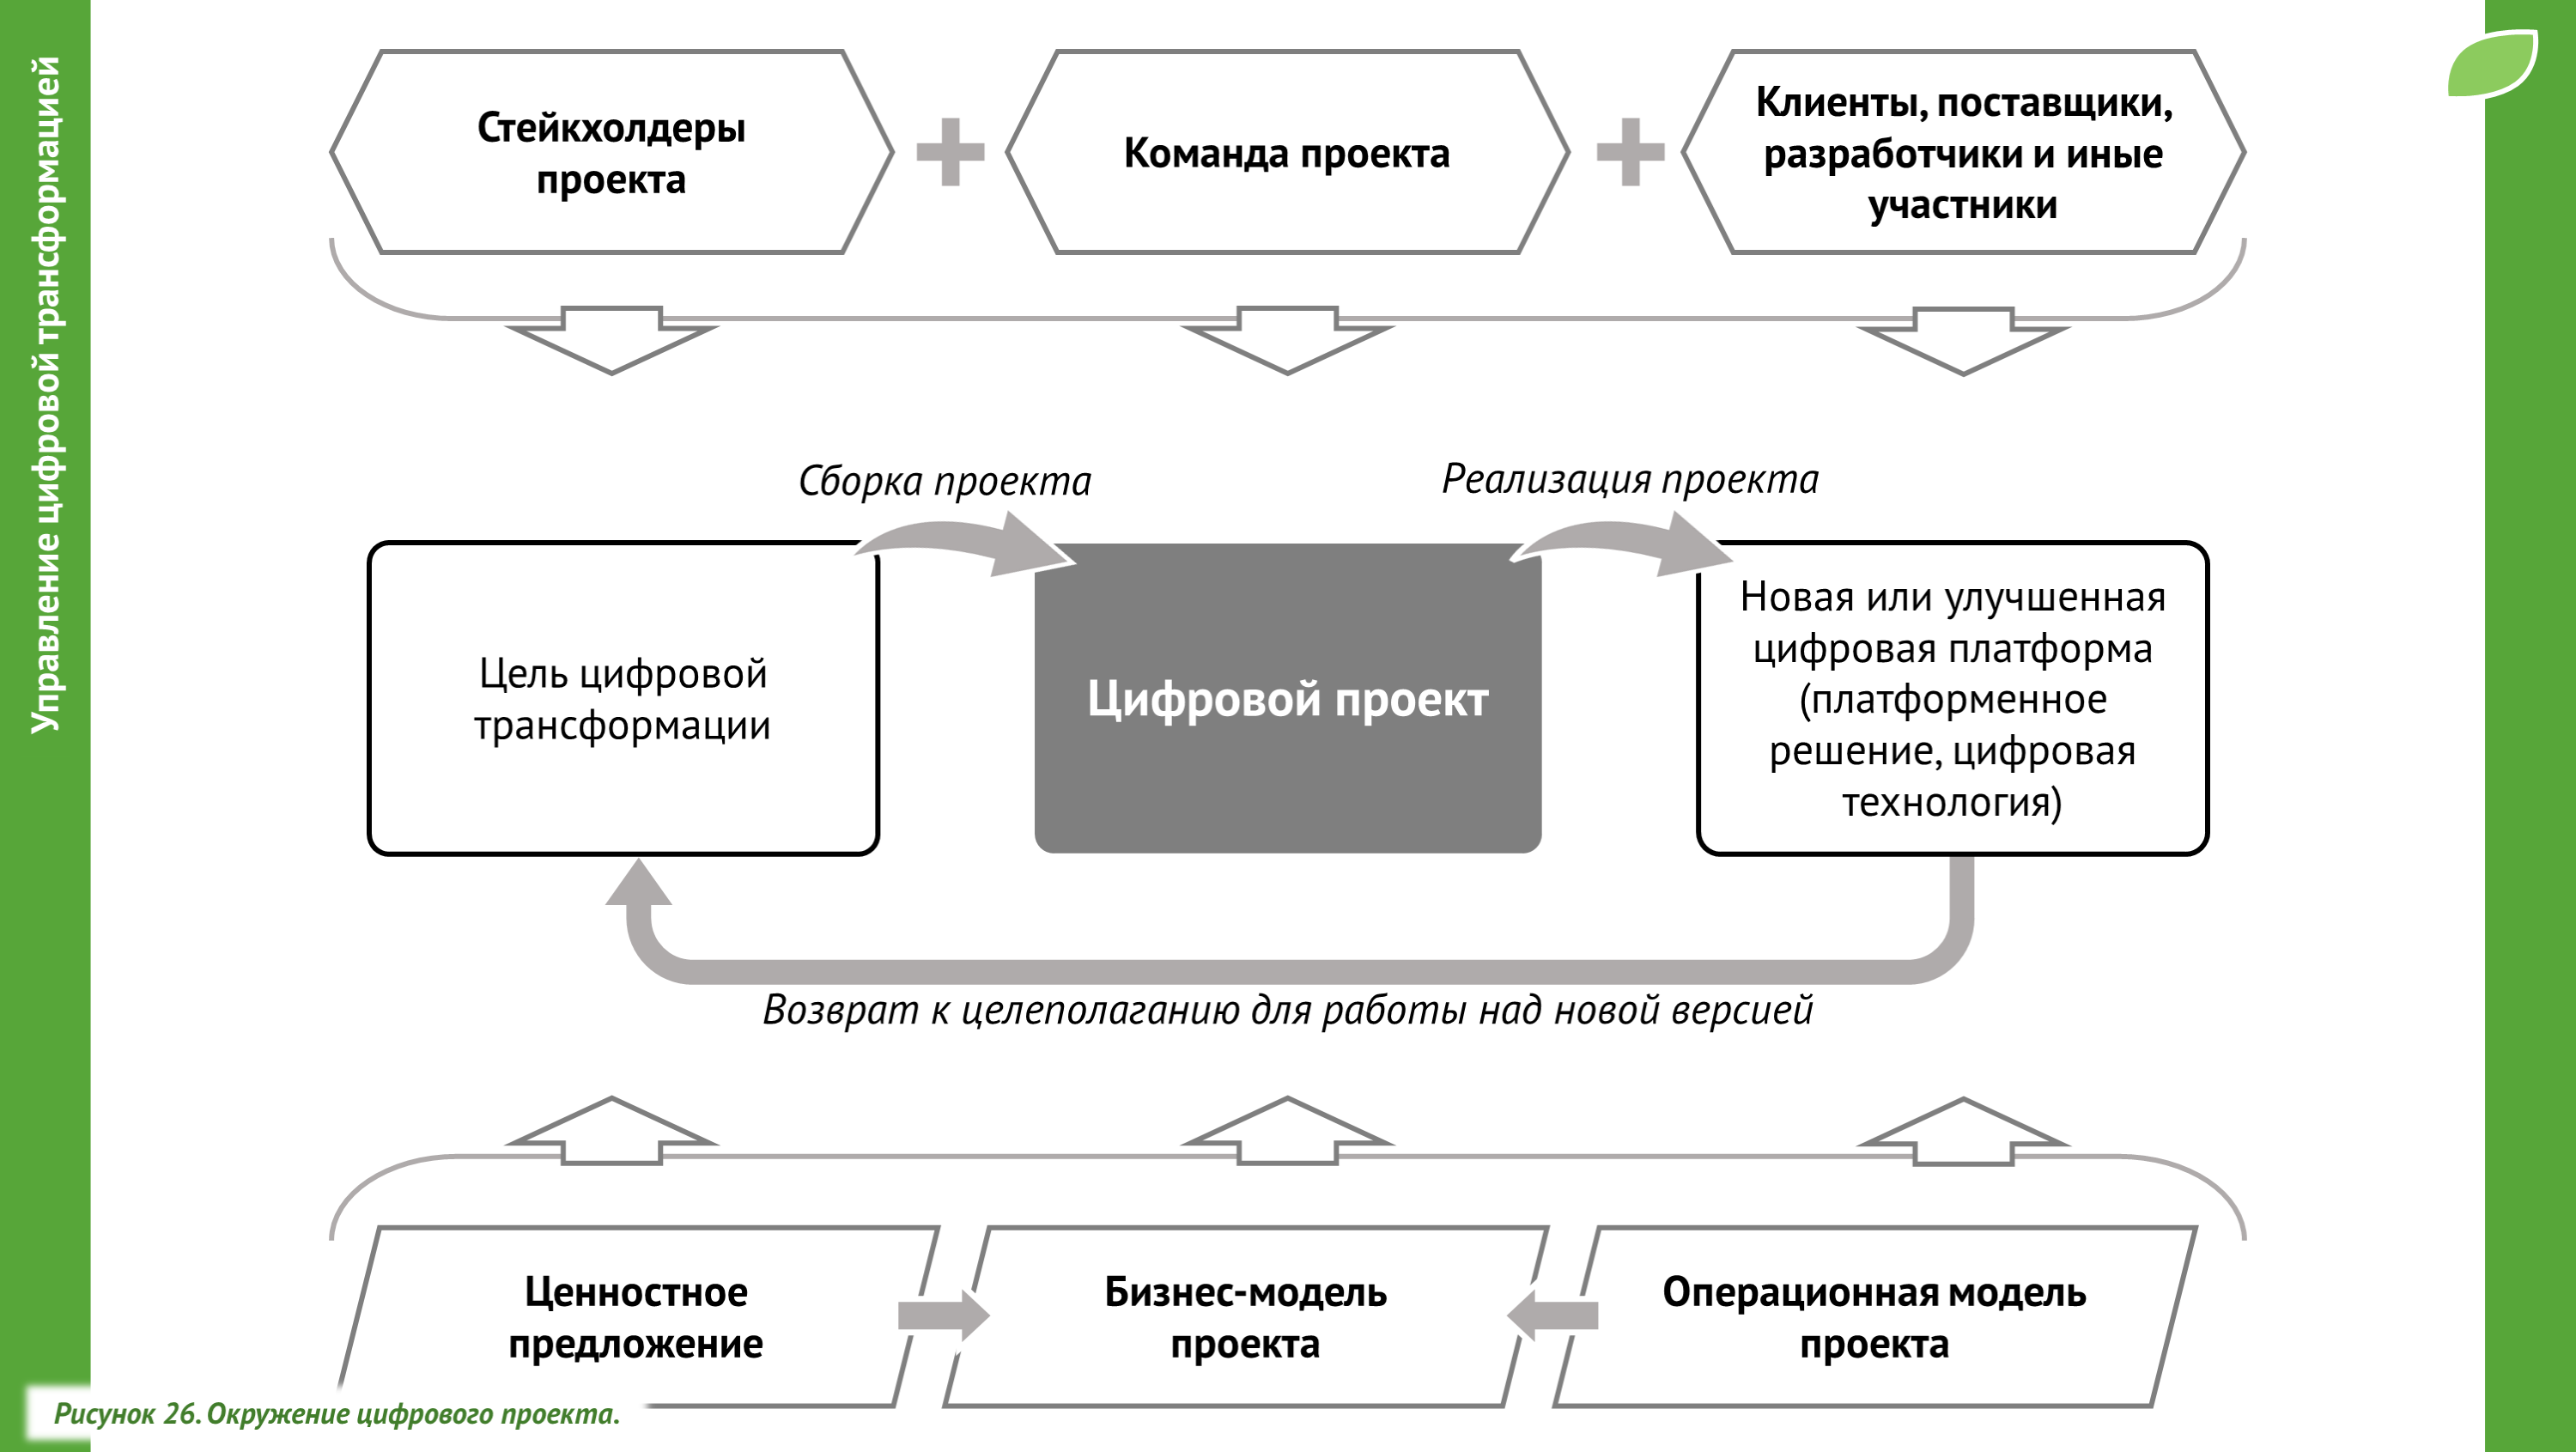 Управление цифровой трансформацией
Стейкхолдеры
проекта
Команда проекта
Клиенты, поставщики,
разработчики и иные
участники
Сборка проекта
Реализация проекта
Цель цифровой
трансформации
Цифровой проект
Новая или улучшенная
цифровая платформа
(платформенное
решение, цифровая
технология)
Возврат к целеполаганию для работы над новой версией
Ценностное
предложение
Бизнес-модель
проекта
Операционная модель
проекта
Рисунок 26. Окружение цифрового проекта.